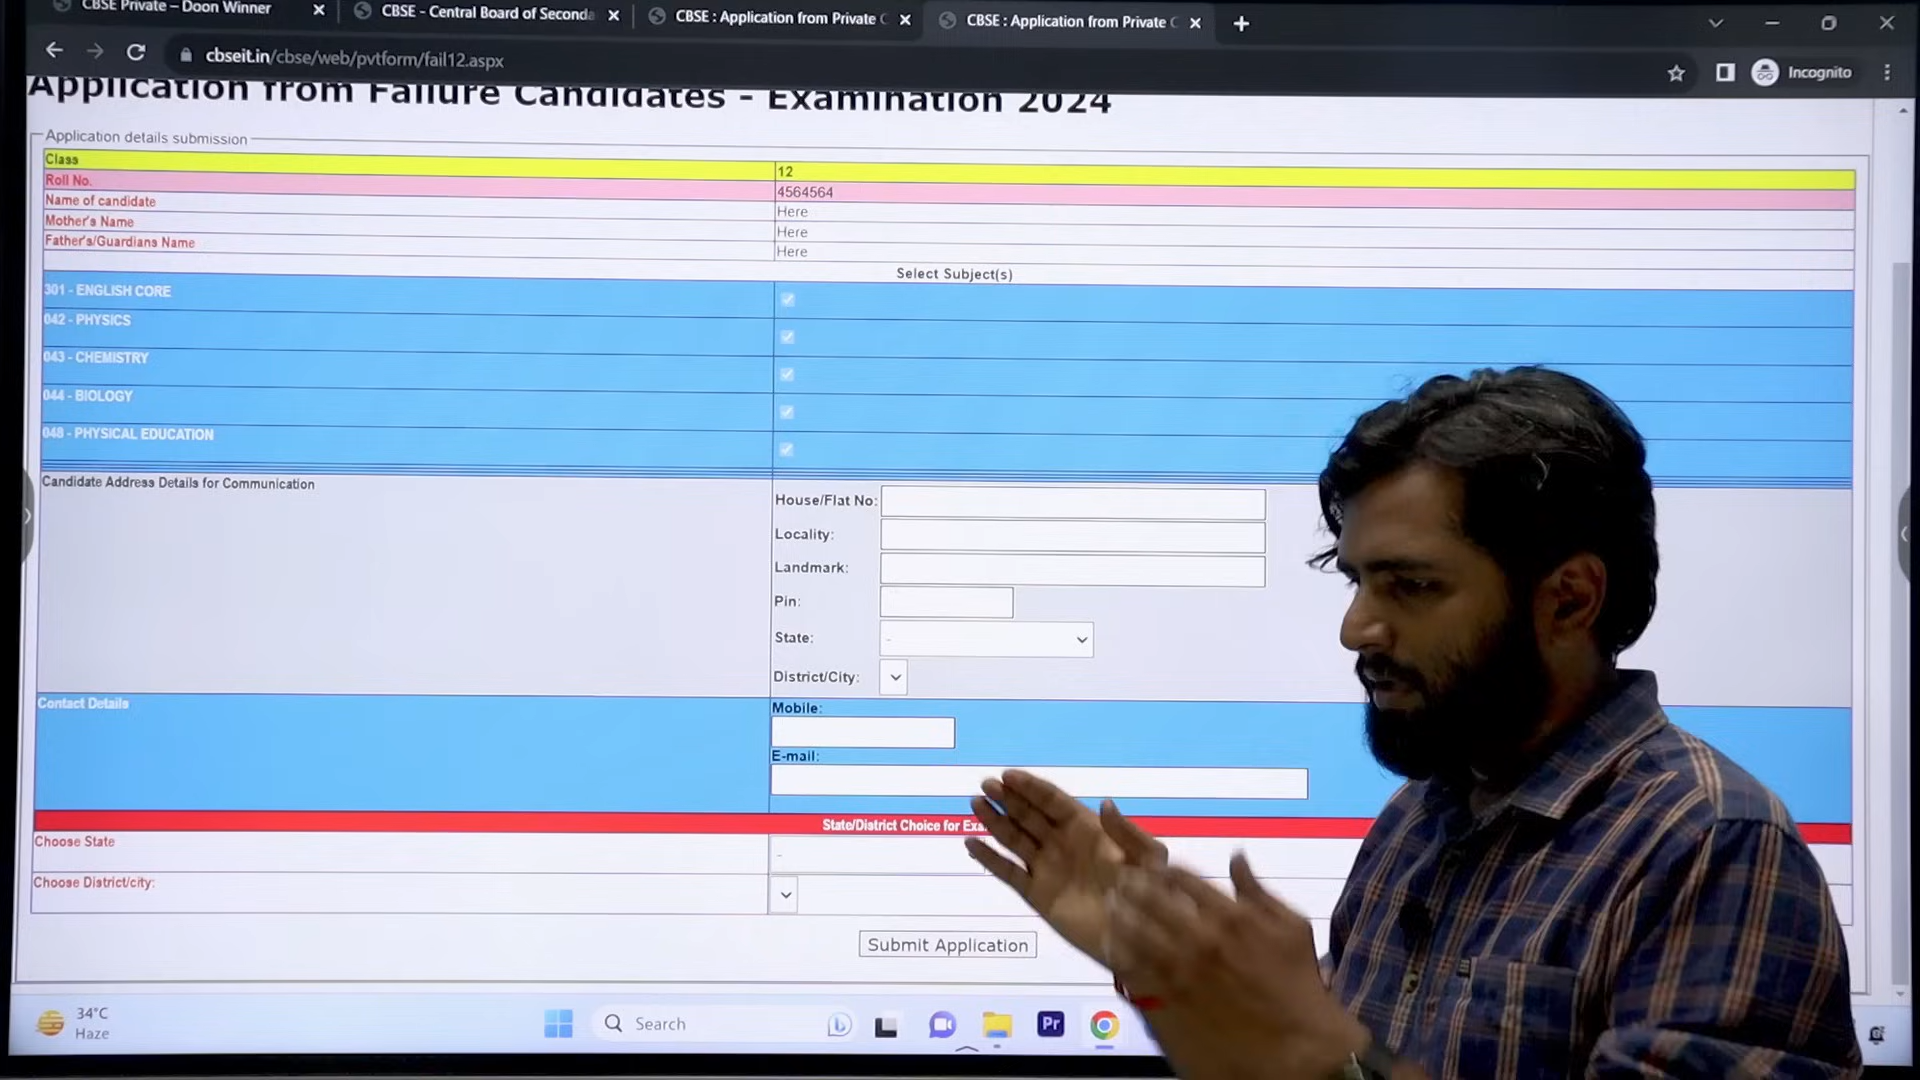 CBSE Private – Doon Winner
CBSE - Central Board of Seconda
CBSE : Application from Private C
CBSE : Application from Private C
cbseit.in/cbse/web/pvtform/fail12.aspx
Incognito
Application from Failure Candidates - Examination 2024
Application details submission
Class 12
Roll No. 4564564
Name of candidate Here
Mother's Name Here
Father's/Guardians Name Here
Select Subject(s)
301 - ENGLISH CORE
042 - PHYSICS
043 - CHEMISTRY
044 - BIOLOGY
048 - PHYSICAL EDUCATION
Candidate Address Details for Communication
House/Flat No:
Locality:
Landmark:
Pin:
State: -
District/City:
Contact Details
Mobile:
E-mail:
State/District Choice for
Choose State -
Choose District/city:
Submit Application
34°C
Haze
Search
Pr